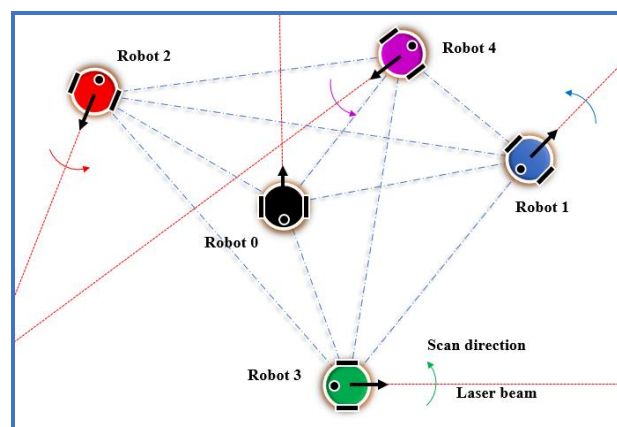 Robot 2
Robot 4
Robot 1
Robot 0
Scan direction
Robot 3
Laser beam